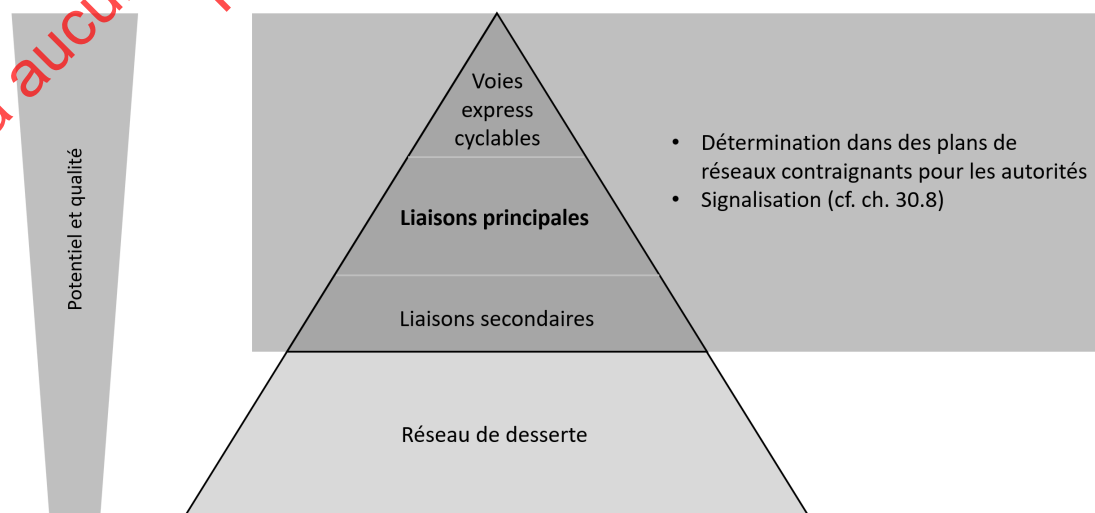 aucu
Potentiel et qualité
Voies
express
cyclables
Liaisons principales
Liaisons secondaires
Réseau de desserte
• Détermination dans des plans de
réseaux contraignants pour les autorités
• Signalisation (cf. ch. 30.8)